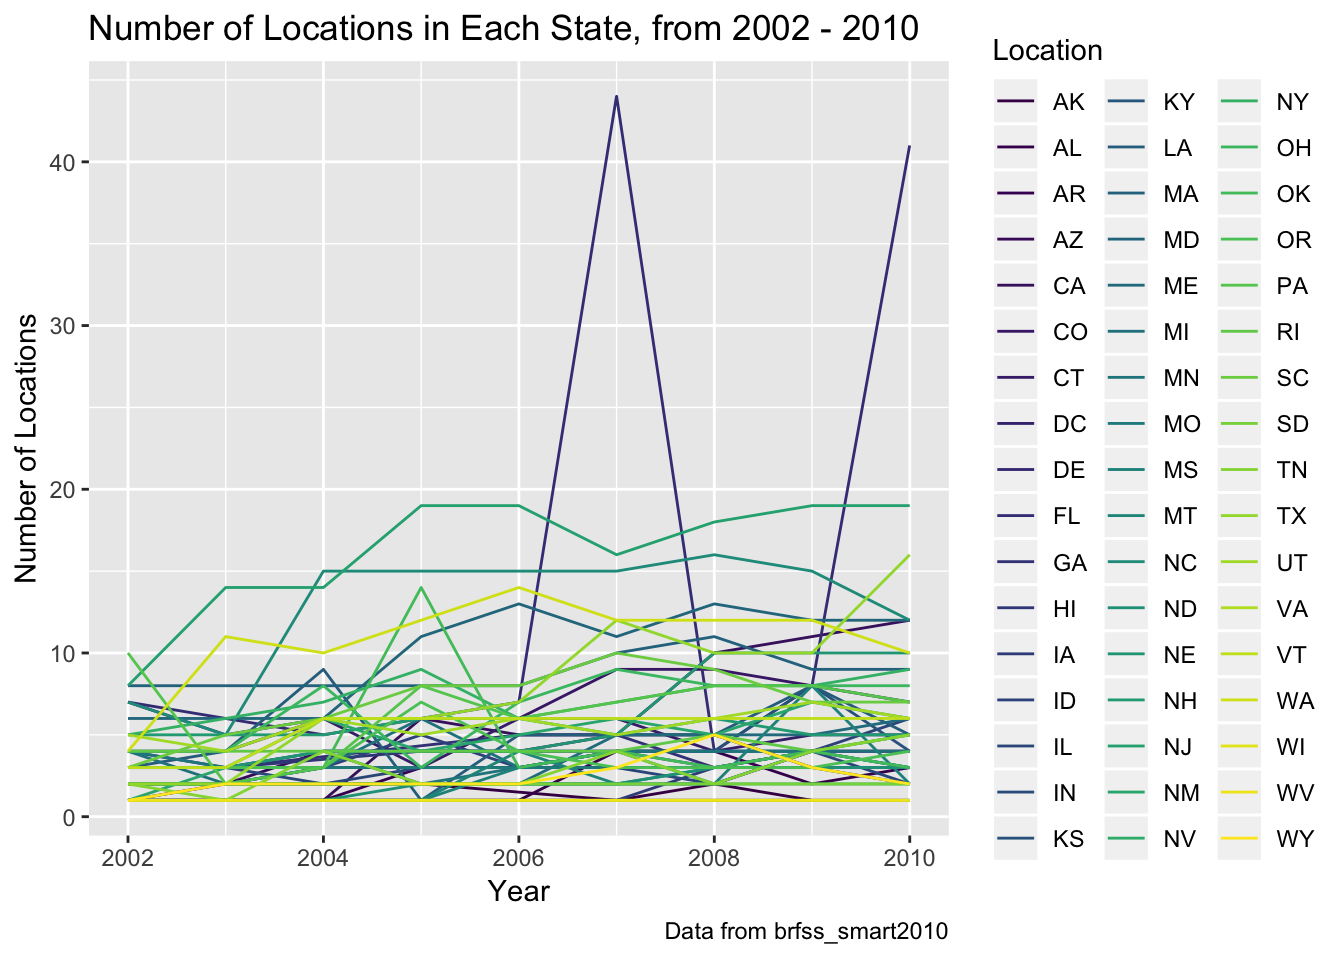 Number of Locations in Each State, from 2002 - 2010
Number of Locations
40
30
20
10
0
2002 2004 2006 2008 2010
Year
Data from brfss_smart2010
Location
AK KY NY
AL LA OH
AR MA OK
AZ MD OR
CA ME PA
CO MI RI
CT MN SC
DC MO SD
DE MS TN
FL MT TX
GA NC UT
HI ND VA
IA NE VT
ID NH WA
IL NJ WI
IN NM WV
KS NV WY